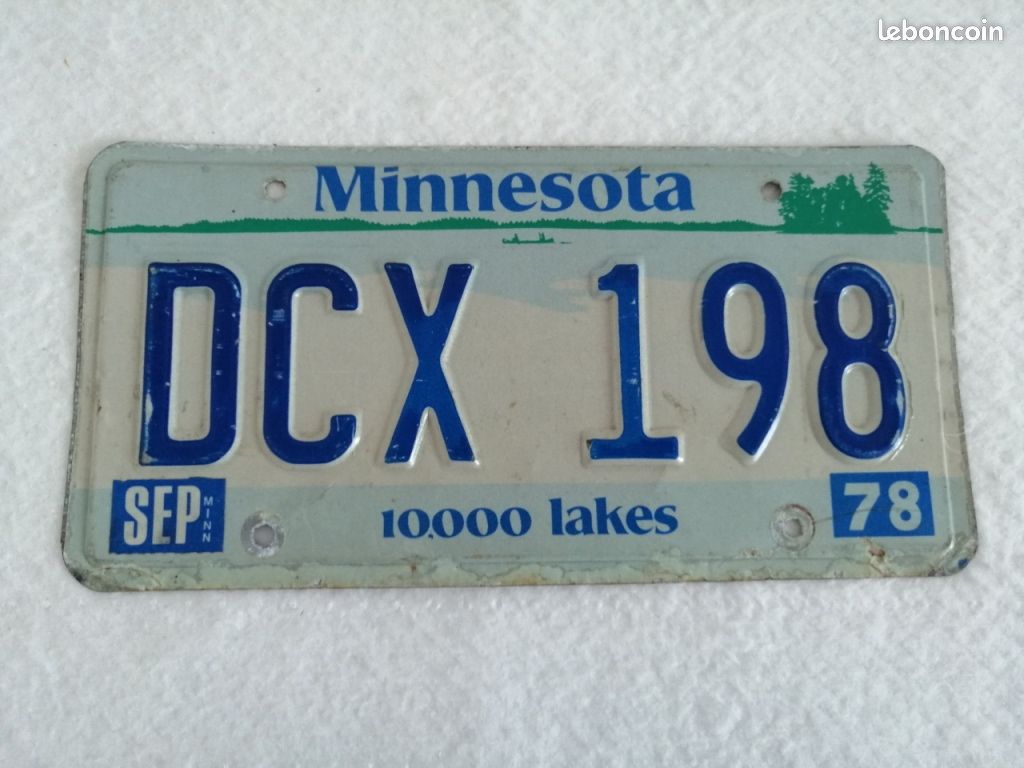 leboncoin
Minnesota
DCX 198
SEP MINN
10,000 lakes
78